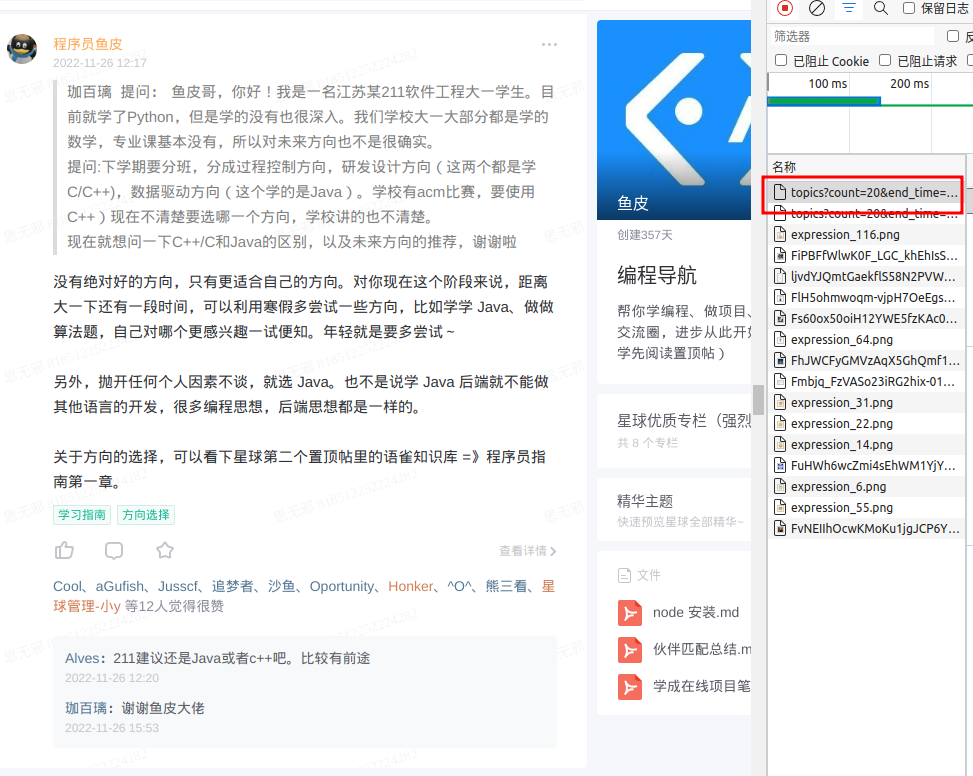 程序员鱼皮
2022-11-26 12:17
珈百璃 提问： 鱼皮哥，你好！我是一名江苏某211软件工程大一学生。目
前就学了Python，但是学的没有也很深入。我们学校大一大部分都是学的
数学，专业课基本没有，所以对未来方向也不是很确实。
提问:下学期要分班，分成过程控制方向，研发设计方向（这两个都是学
C/C++)，数据驱动方向（这个学的是Java）。学校有acm比赛，要使用
C++）现在不清楚要选哪一个方向，学校讲的也不清楚。
现在就想问一下C++/C和Java的区别，以及未来方向的推荐，谢谢啦
没有绝对好的方向，只有更适合自己的方向。对你现在这个阶段来说，距离
大一下还有一段时间，可以利用寒假多尝试一些方向，比如学学 Java、做做
算法题，自己对哪个更感兴趣一试便知。年轻就是要多尝试 ~
另外，抛开任何个人因素不谈，就选 Java。也不是说学 Java 后端就不能做
其他语言的开发，很多编程思想，后端思想都是一样的。
关于方向的选择，可以看下星球第二个置顶帖里的语雀知识库 =》程序员指
南第一章。
学习指南 方向选择
查看详情
Cool、aGufish、Jusscf、追梦者、沙鱼、Oportunity、Honker、^O^、熊三看、星
球管理-小y 等12人觉得很赞
Alves：211建议还是Java或者c++吧。比较有前途
2022-11-26 12:20
珈百璃：谢谢鱼皮大佬
2022-11-26 15:53
鱼皮
创建357天
编程导航
帮你学编程、做项目、
交流圈，进步从此开始
学先阅读置顶帖）
星球优质专栏（强烈
共 8 个专栏
精华主题
快速预览星球全部精华~
文件
node 安装.md
伙伴匹配总结.m
学成在线项目笔
保留日志
筛选器
反
已阻止 Cookie 已阻止请求
100 ms 200 ms
名称
topics?count=20&end_time=...
topics?count=20&end_time=...
expression_116.png
FiPBFfWlwK0F_LGC_khEhIsS...
ljvdYJQmtGaekflS58N2PVW...
FlH5ohmwoqm-vjpH7OeEgs...
Fs60ox50oiH12YWE5fzKAc0...
expression_64.png
FhJWCFyGMVzAqX5GhQmf1...
Fmbjq_FzVASo23iRG2hix-01...
expression_31.png
expression_22.png
expression_14.png
FuHWh6wcZmi4sEhWM1YjY...
expression_6.png
expression_55.png
FvNEIIhOcwKMoKu1jgJCP6Y...